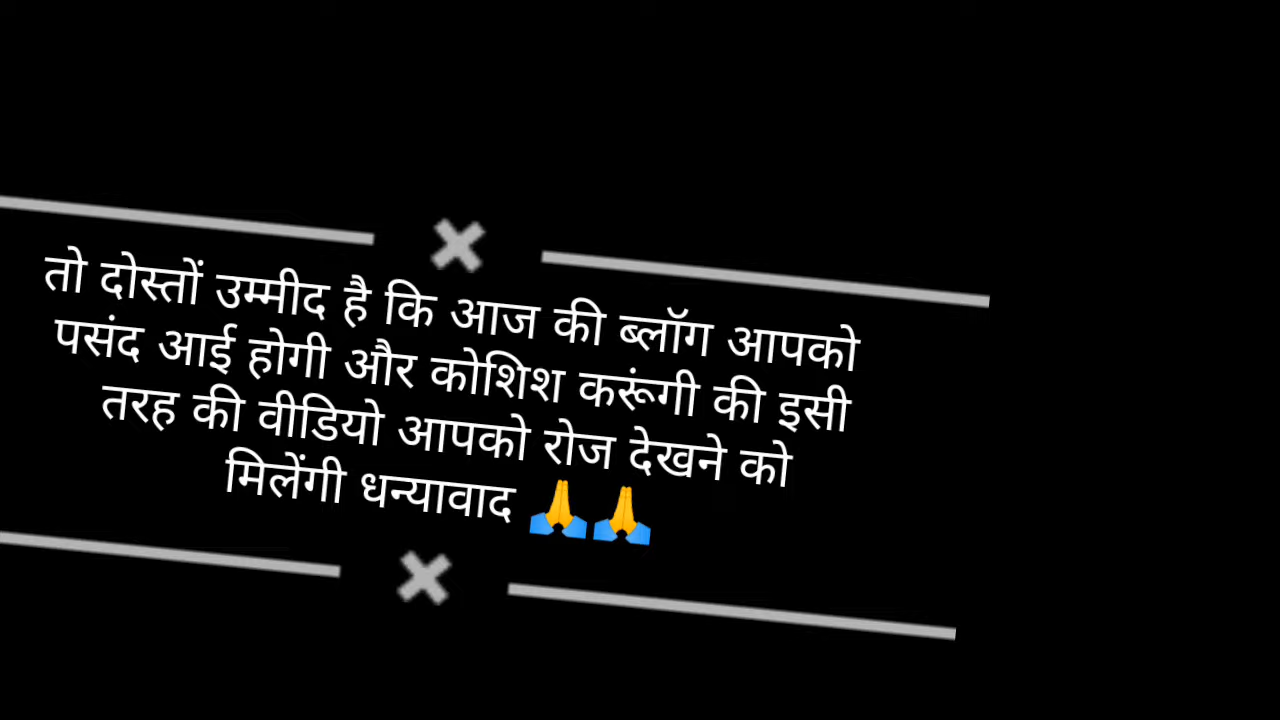 तो दोस्तों उम्मीद है कि आज की ब्लॉग आपको
पसंद आई होगी और कोशिश करूंगी की इसी
तरह की वीडियो आपको रोज देखने को
मिलेंगी धन्यावाद 🙏🙏